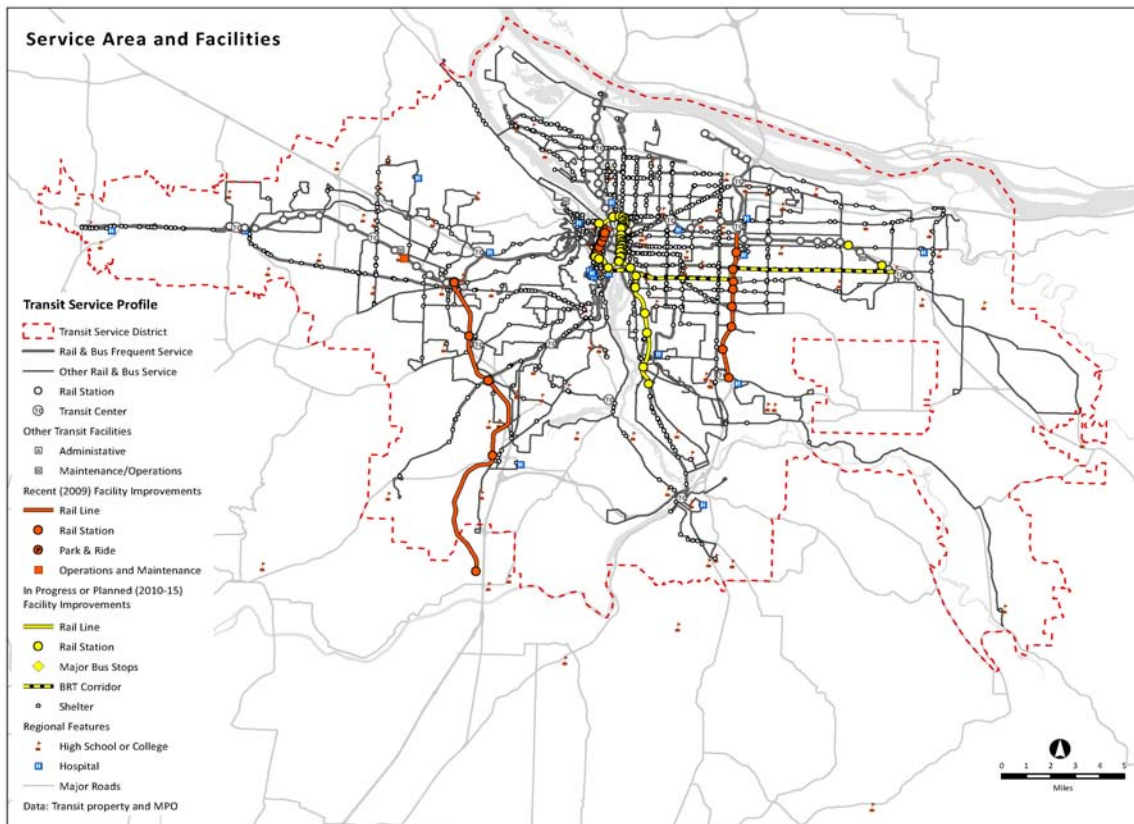 Service Area and Facilities
Transit Service Profile
Transit Service District
Rail & Bus Frequent Service
Other Rail & Bus Service
Rail Station
Transit Center
Other Transit Facilities
Administative
Maintenance/Operations
Recent (2009) Facility Improvements
Rail Line
Rail Station
Park & Ride
Operations and Maintenance
In Progress or Planned (2010-15)
Facility Improvements
Rail Line
Rail Station
Major Bus Stops
BRT Corridor
Shelter
Regional Features
High School or College
Hospital
Major Roads
Data: Transit property and MPO
0 1 2 3 4 5
Miles